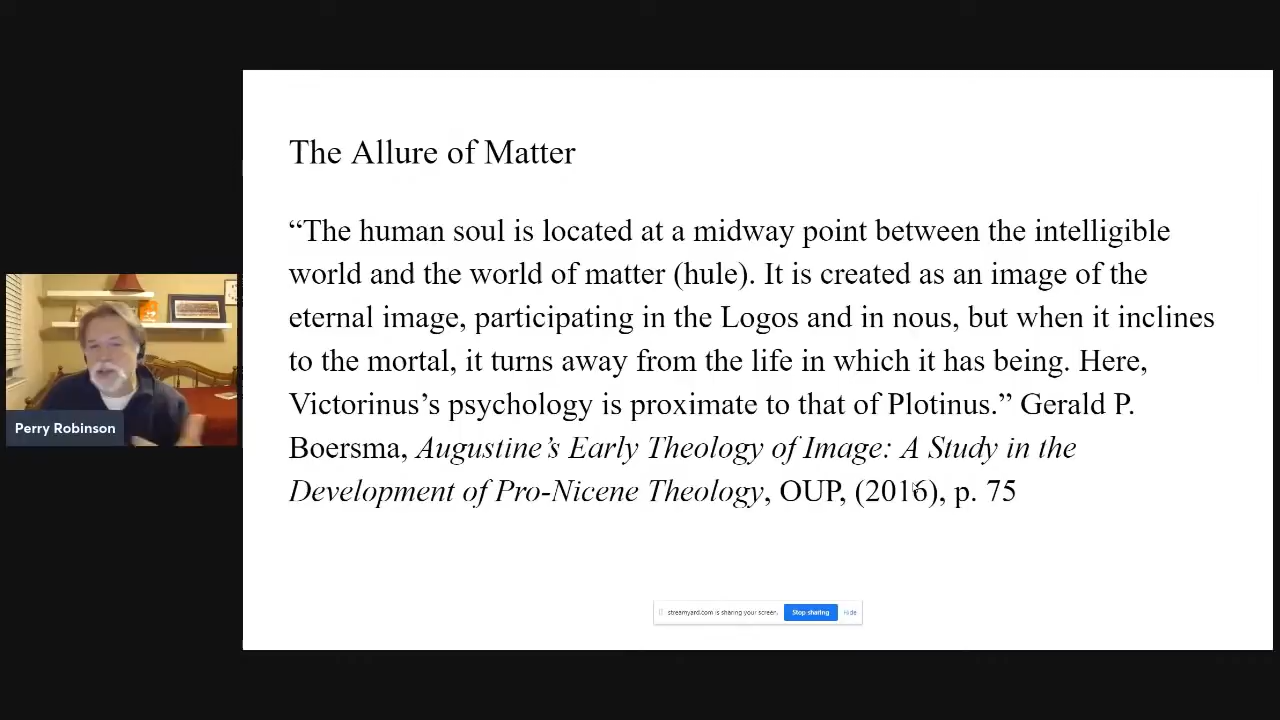 The Allure of Matter
“The human soul is located at a midway point between the intelligible
world and the world of matter (hule). It is created as an image of the
eternal image, participating in the Logos and in nous, but when it inclines
to the mortal, it turns away from the life in which it has being. Here,
Victorinus’s psychology is proximate to that of Plotinus.” Gerald P.
Boersma, Augustine’s Early Theology of Image: A Study in the
Development of Pro-Nicene Theology, OUP, (2016), p. 75
Perry Robinson
streamyard.com is sharing your screen. Stop sharing Hide